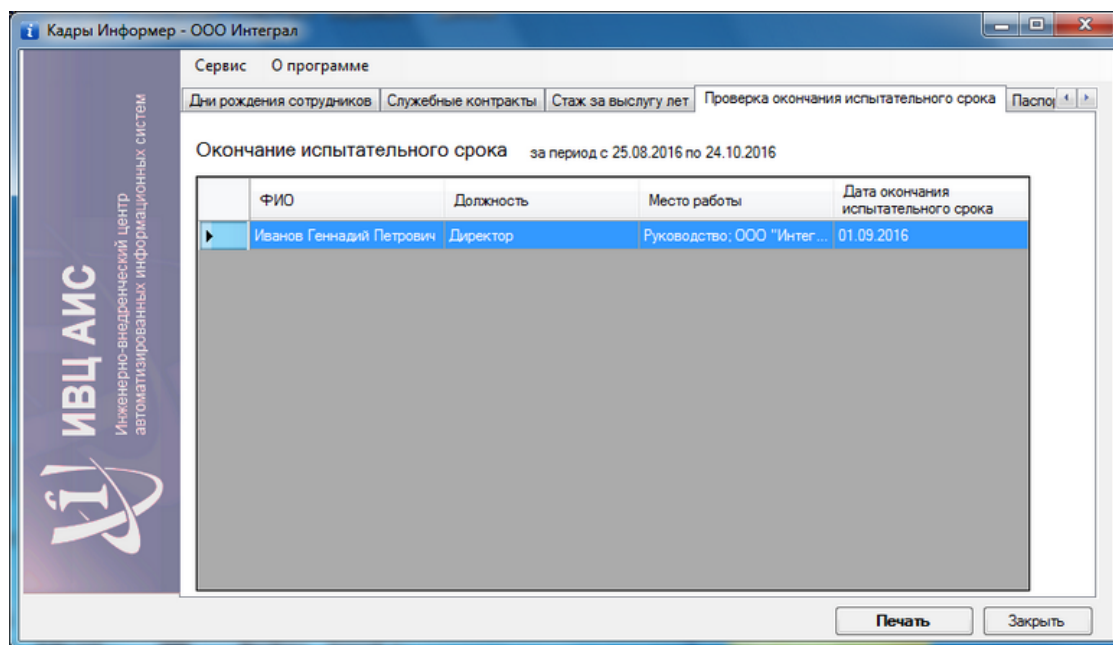 Кадры Информер - ООО Интеграл
Сервис О программе
Дни рождения сотрудников Служебные контракты Стаж за выслугу лет Проверка окончания испытательного срока Паспор
Окончание испытательного срока за период с 25.08.2016 по 24.10.2016
ФИО Должность Место работы Дата окончания
испытательного срока
Иванов Геннадий Петрович Директор Руководство; ООО "Интег... 01.09.2016
ИВЦ АИС
Инженерно-внедренческий центр
автоматизированных информационных систем
Печать Закрыть